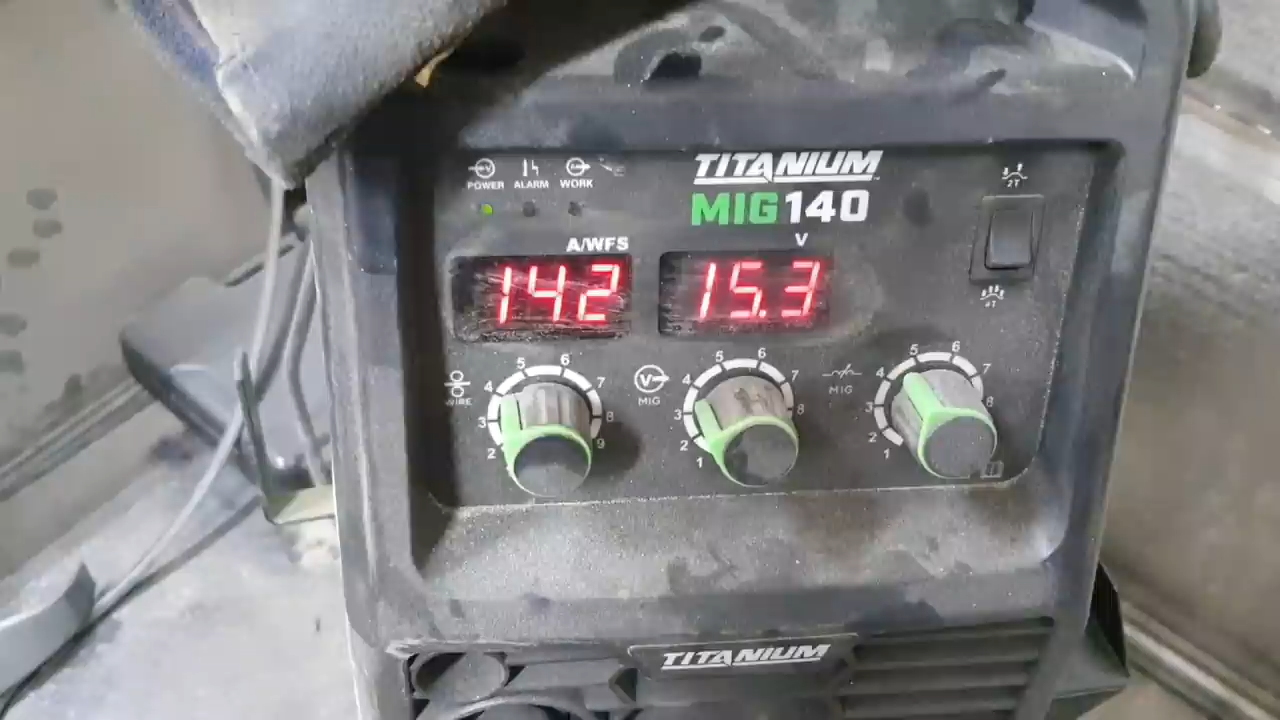 POWER ALARM WORK
TITANIUM
MIG 140
2T
A/WFS V
142 15.3
4T
WIRE 2 3 4 5 6 7 8 9
MIG 1 2 3 4 5 6 7 8
MIG 1 2 3 4 5 6 7 8
TITANIUM